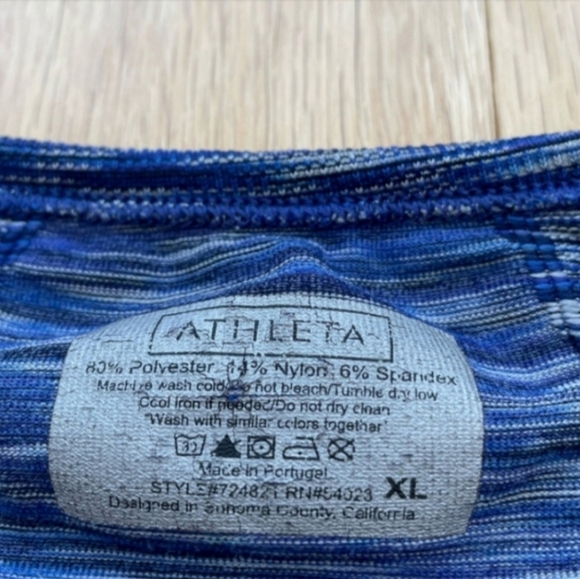 ATHLETA
80% Polyester 14% Nylon 6% Spandex
Machine wash cold/Do not bleach/Tumble dry low
Cool iron if needed/Do not dry clean
"Wash with similar colors together"
30
Made in Portugal
STYLE#724821 RN#54023 XL
Designed in Sonoma County, California